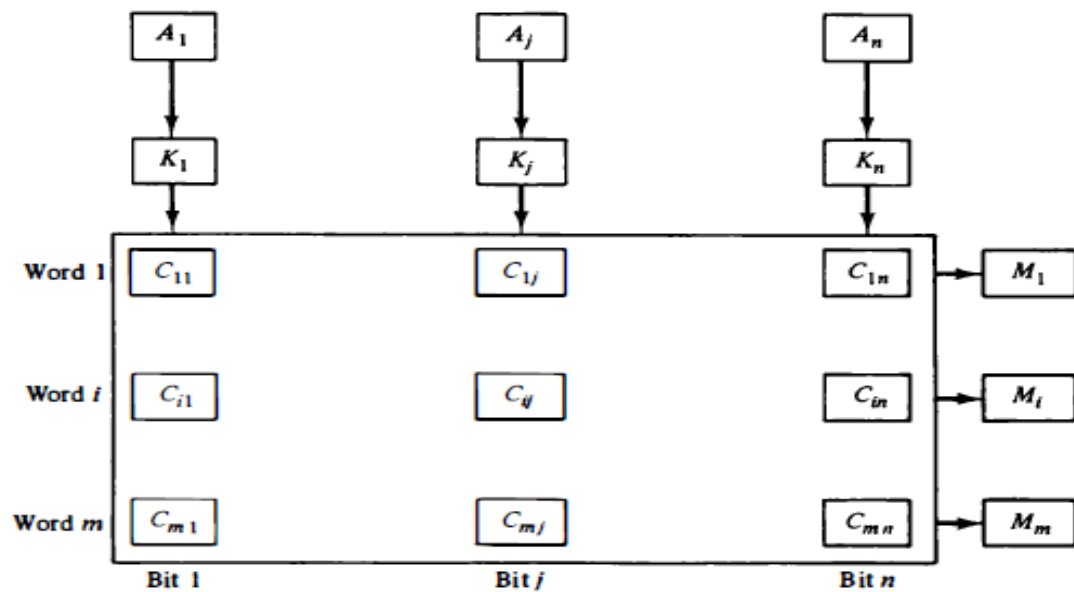 A₁ Aⱼ Aₙ
K₁ Kⱼ Kₙ
Word 1 C₁₁ C₁ⱼ C₁ₙ M₁
Word i Cᵢ₁ Cᵢⱼ Cᵢₙ Mᵢ
Word m Cₘ₁ Cₘⱼ Cₘₙ Mₘ
Bit 1 Bit j Bit n